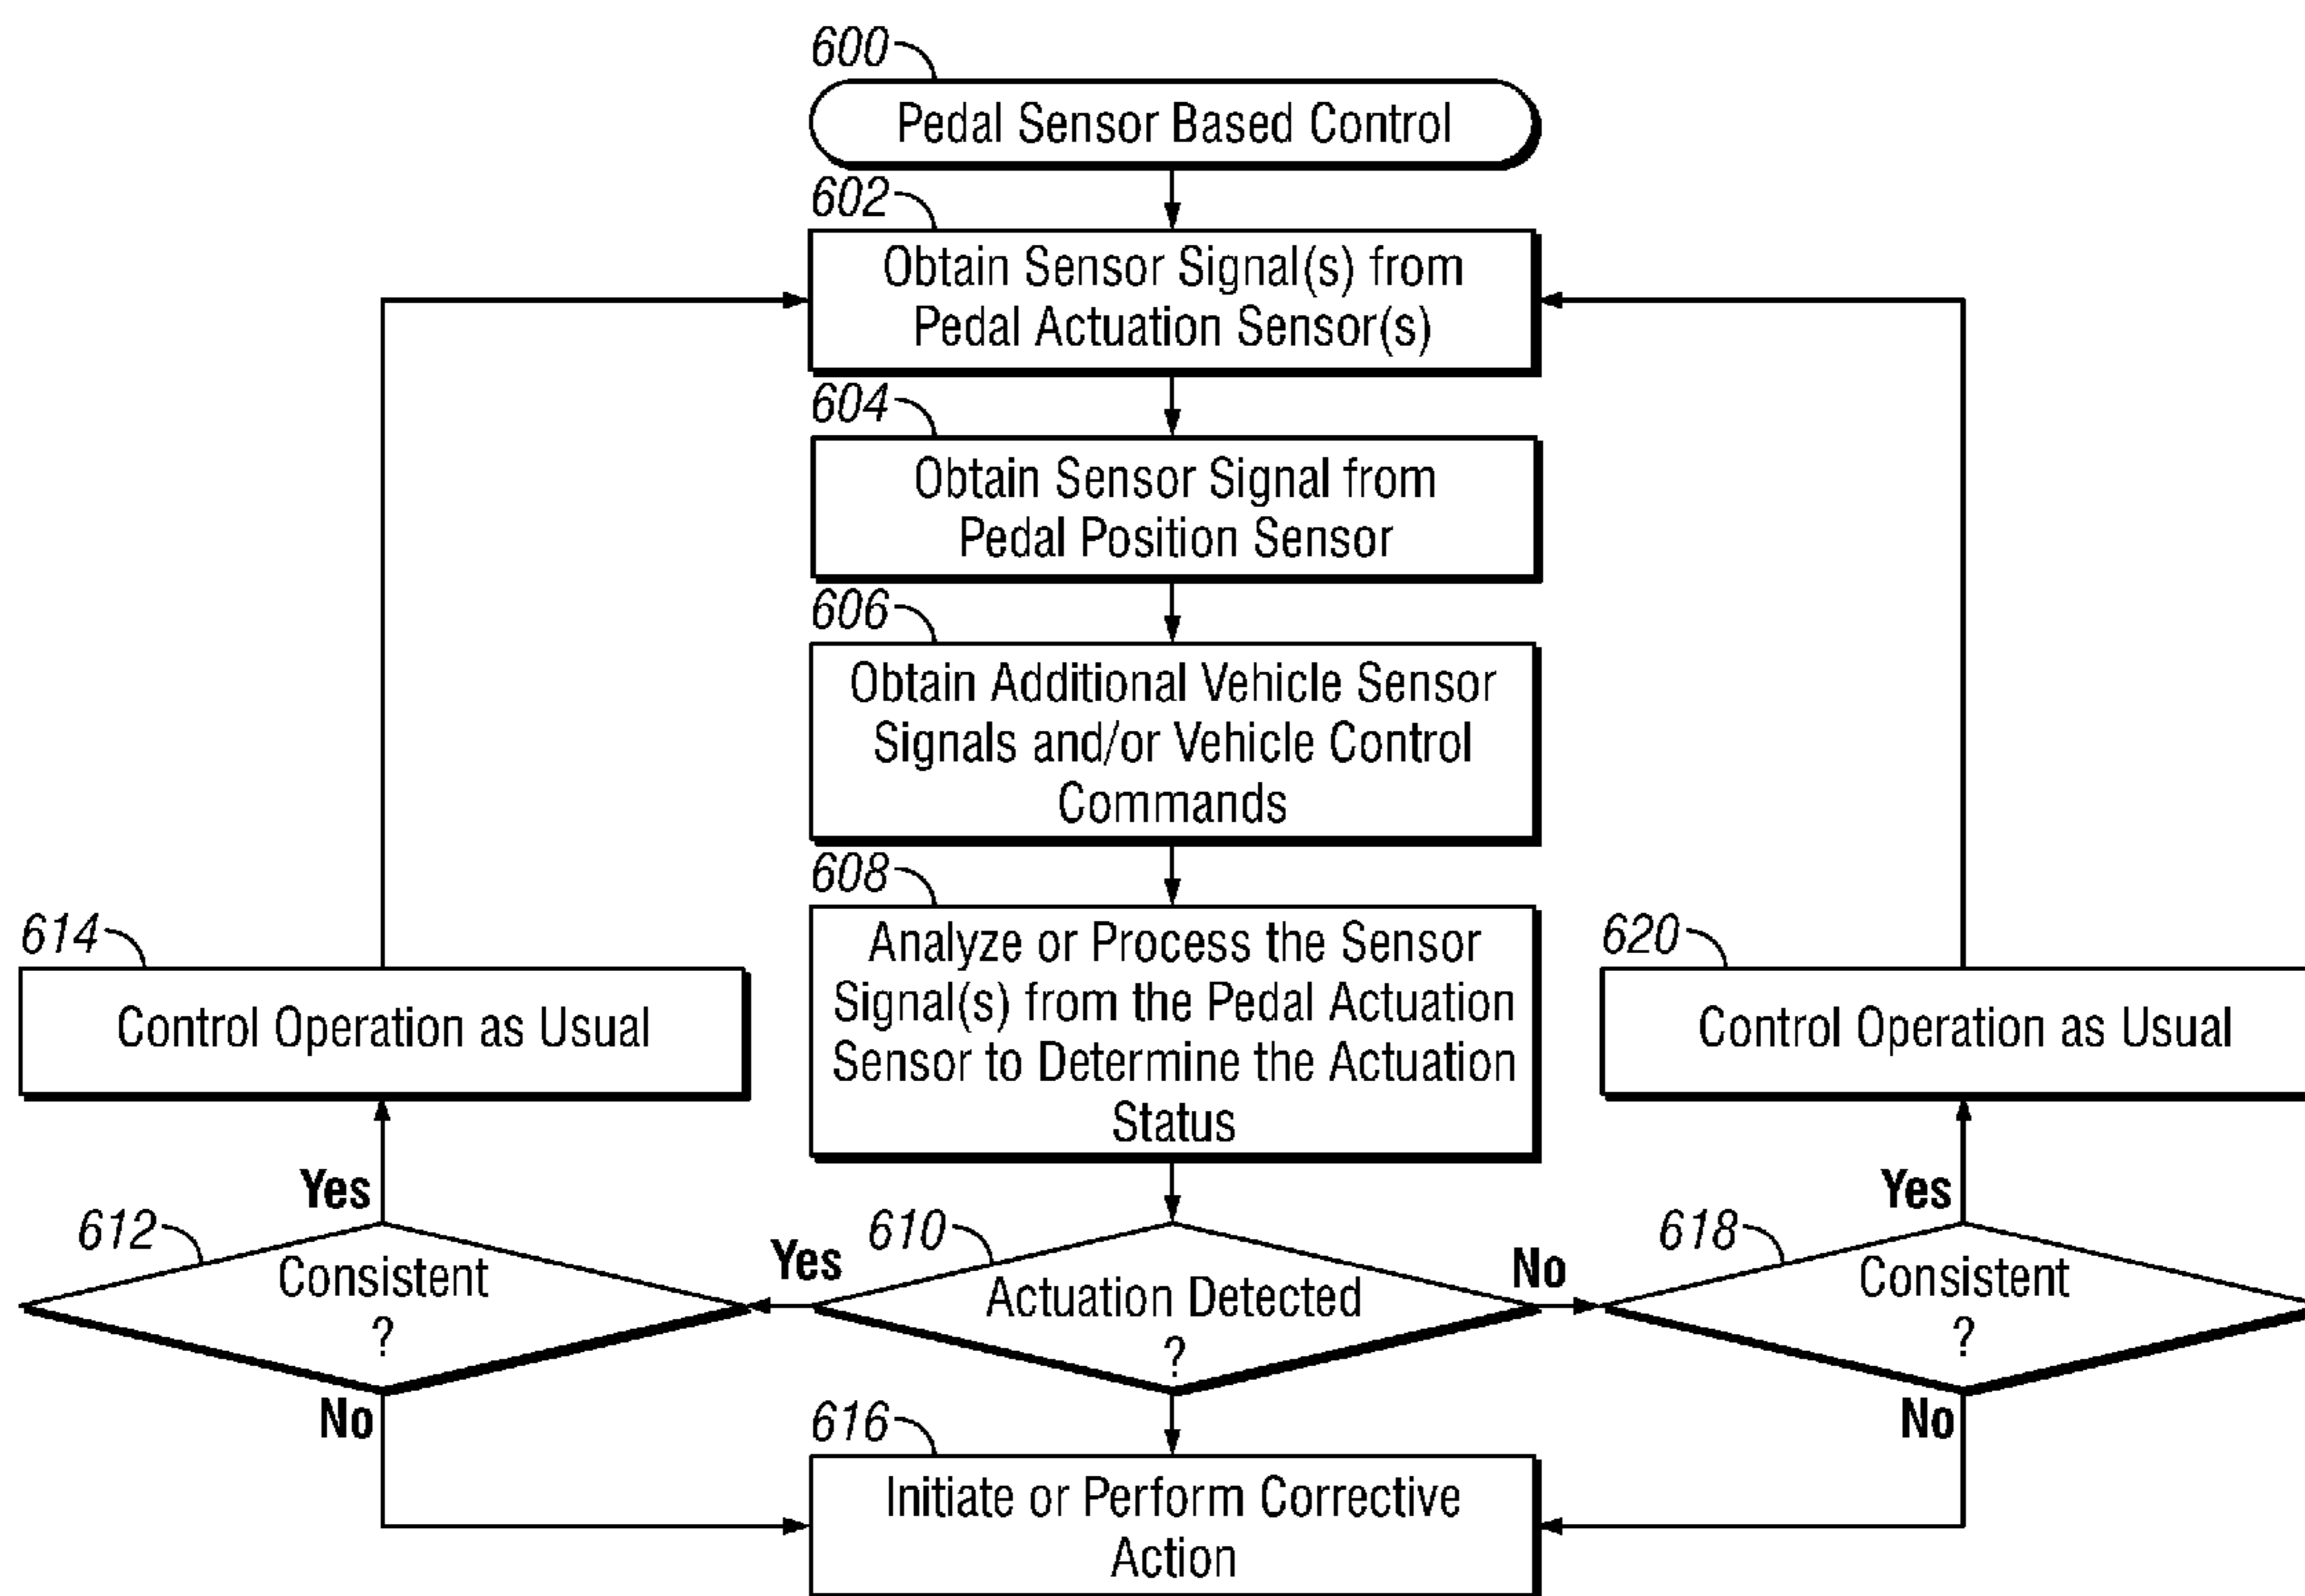 600
Pedal Sensor Based Control
602
Obtain Sensor Signal(s) from
Pedal Actuation Sensor(s)
604
Obtain Sensor Signal from
Pedal Position Sensor
606
Obtain Additional Vehicle Sensor
Signals and/or Vehicle Control
Commands
608
Analyze or Process the Sensor
Signal(s) from the Pedal Actuation
Sensor to Determine the Actuation
Status
614
Control Operation as Usual
620
Control Operation as Usual
Yes
612
Consistent
?
No
Yes
610
Actuation Detected
?
No
Yes
618
Consistent
?
No
616
Initiate or Perform Corrective
Action